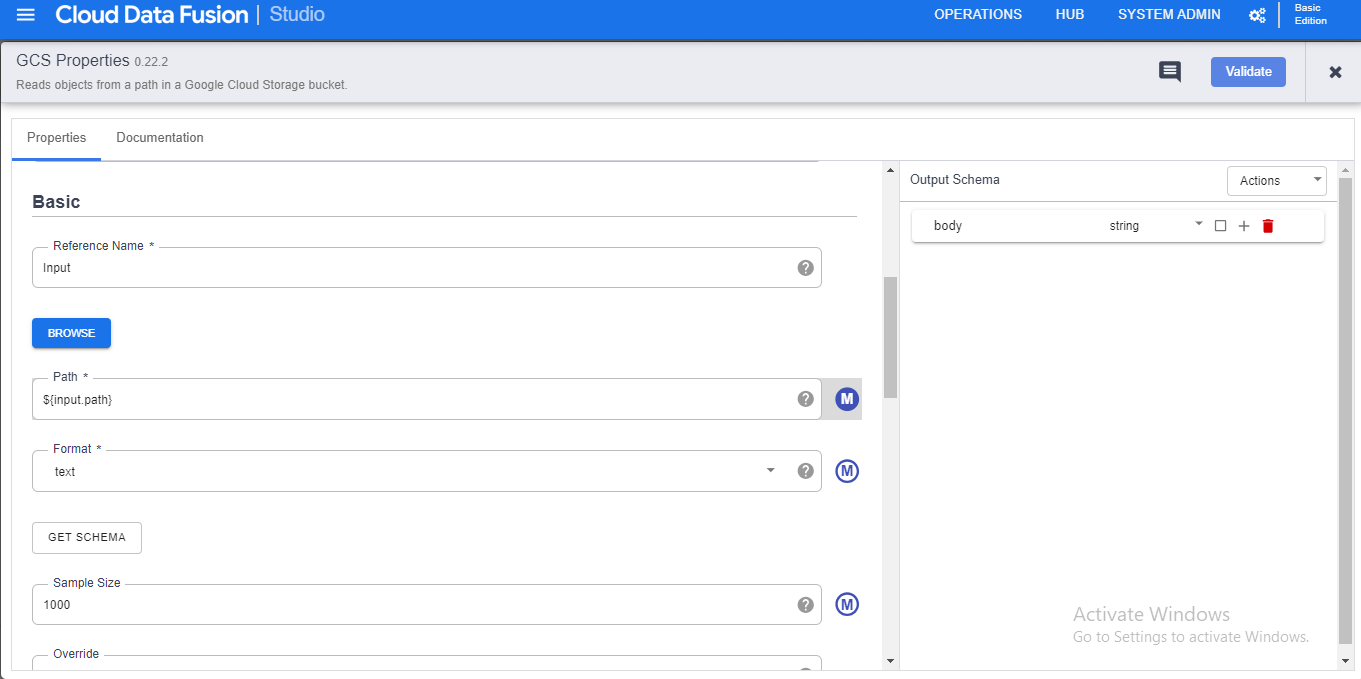 Cloud Data Fusion | Studio
OPERATIONS
HUB
SYSTEM ADMIN
Basic
Edition
GCS Properties 0.22.2
Reads objects from a path in a Google Cloud Storage bucket.
Validate
Properties
Documentation
Basic
Reference Name *
Input
BROWSE
Path *
${input.path}
M
Format *
text
M
GET SCHEMA
Sample Size
1000
M
Override
Output Schema
Actions
body
string
Activate Windows
Go to Settings to activate Windows.